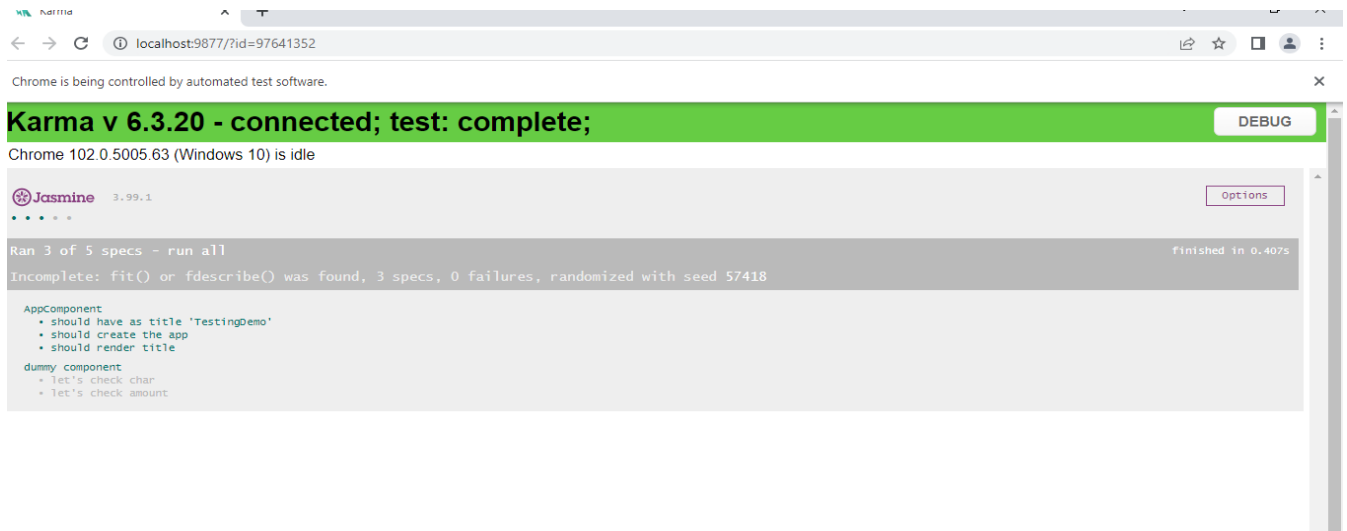 Karma
localhost:9877/?id=97641352
Chrome is being controlled by automated test software.
Karma v 6.3.20 - connected; test: complete;
DEBUG
Chrome 102.0.5005.63 (Windows 10) is idle
Jasmine 3.99.1
Options
Ran 3 of 5 specs - run all
finished in 0.407s
Incomplete: fit() or fdescribe() was found, 3 specs, 0 failures, randomized with seed 57418
AppComponent
• should have as title 'TestingDemo'
• should create the app
• should render title
dummy component
• let's check char
• let's check amount